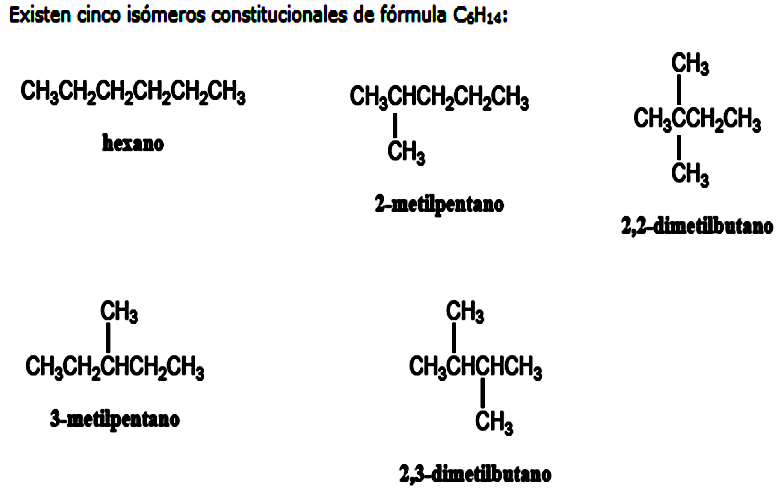 Existen cinco isómeros constitucionales de fórmula C₆H₁₄:
CH₃CH₂CH₂CH₂CH₂CH₃
hexano
CH₃CHCH₂CH₂CH₃
CH₃
2-metilpentano
CH₃
CH₃CCH₂CH₃
CH₃
2,2-dimetilbutano
CH₃
CH₃CH₂CHCH₂CH₃
3-metilpentano
CH₃
CH₃CHCHCH₃
CH₃
2,3-dimetilbutano